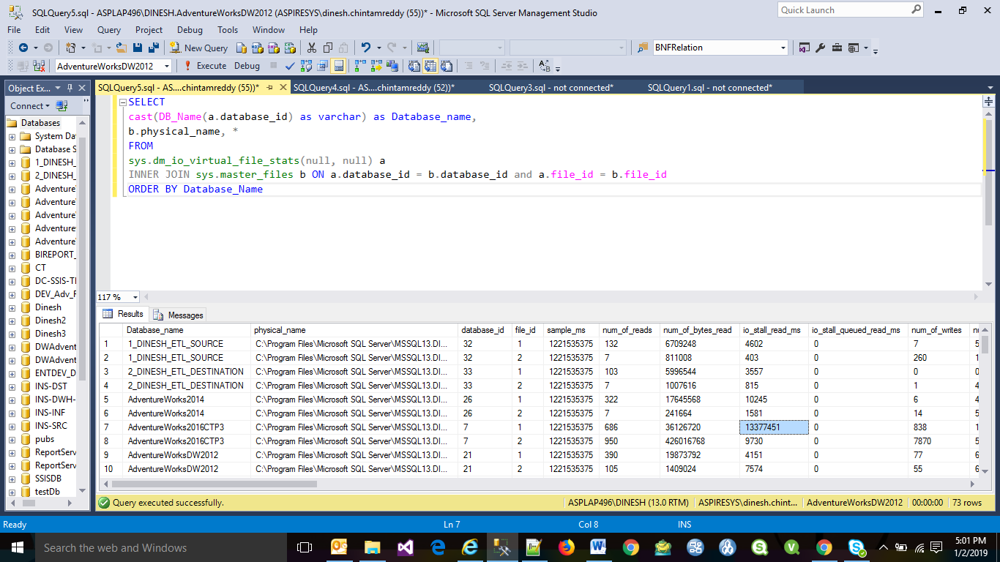 SQLQuery5.sql - ASPLAP496\DINESH.AdventureWorksDW2012 (ASPIRESYS\dinesh.chintamreddy (55))* - Microsoft SQL Server Management Studio
Quick Launch
File Edit View Query Project Debug Tools Window Help
New Query
BNFRelation
AdventureWorksDW2012
Execute Debug
Object Ex...
SQLQuery5.sql - AS....chintamreddy (55))*
SQLQuery4.sql - AS....chintamreddy (52))*
SQLQuery3.sql - not connected*
SQLQuery1.sql - not connected*
Connect
Databases
System Da
Database S
1_DINESH_
2_DINESH_
Adventure
Adventure
Adventure
Adventure
Adventure
BIREPORT_
CT
DC-SSIS-TI
DEV_Adv_F
Dinesh
Dinesh2
Dinesh3
DWAdvent
DWAdvent
ENTDEV_D
INS-DST
INS-DWH-
INS-INF
INS-SRC
pubs
ReportServ
ReportServ
SSISDB
testDb
SELECT
cast(DB_Name(a.database_id) as varchar) as Database_name,
b.physical_name, *
FROM
sys.dm_io_virtual_file_stats(null, null) a
INNER JOIN sys.master_files b ON a.database_id = b.database_id and a.file_id = b.file_id
ORDER BY Database_Name
117 %
Results Messages
Database_name physical_name database_id file_id sample_ms num_of_reads num_of_bytes_read io_stall_read_ms io_stall_queued_read_ms num_of_writes
1 1_DINESH_ETL_SOURCE C:\Program Files\Microsoft SQL Server\MSSQL13.DI... 32 1 1221535375 132 6709248 4602 0 7 5
2 1_DINESH_ETL_SOURCE C:\Program Files\Microsoft SQL Server\MSSQL13.DI... 32 2 1221535375 7 811008 403 0 260 1
3 2_DINESH_ETL_DESTINATION C:\Program Files\Microsoft SQL Server\MSSQL13.DI... 33 1 1221535375 103 5996544 3557 0 0 0
4 2_DINESH_ETL_DESTINATION C:\Program Files\Microsoft SQL Server\MSSQL13.DI... 33 2 1221535375 7 1007616 815 0 1 4
5 AdventureWorks2014 C:\Program Files\Microsoft SQL Server\MSSQL13.DI... 26 1 1221535375 322 17645568 10245 0 6 4
6 AdventureWorks2014 C:\Program Files\Microsoft SQL Server\MSSQL13.DI... 26 2 1221535375 7 241664 1581 0 14 5
7 AdventureWorks2016CTP3 C:\Program Files\Microsoft SQL Server\MSSQL13.DI... 7 1 1221535375 686 36126720 13377451 0 838 1
8 AdventureWorks2016CTP3 C:\Program Files\Microsoft SQL Server\MSSQL13.DI... 7 2 1221535375 950 426016768 9730 0 7870 5
9 AdventureWorksDW2012 C:\Program Files\Microsoft SQL Server\MSSQL13.DI... 21 1 1221535375 390 19873792 4151 0 77 6
10 AdventureWorksDW2012 C:\Program Files\Microsoft SQL Server\MSSQL13.DI... 21 2 1221535375 105 1409024 7574 0 55 6
Query executed successfully.
ASPLAP496\DINESH (13.0 RTM) ASPIRESYS\dinesh.chint... AdventureWorksDW2012 00:00:00 73 rows
Ready Ln 7 Col 8 INS
Search the web and Windows
5:01 PM
1/2/2019